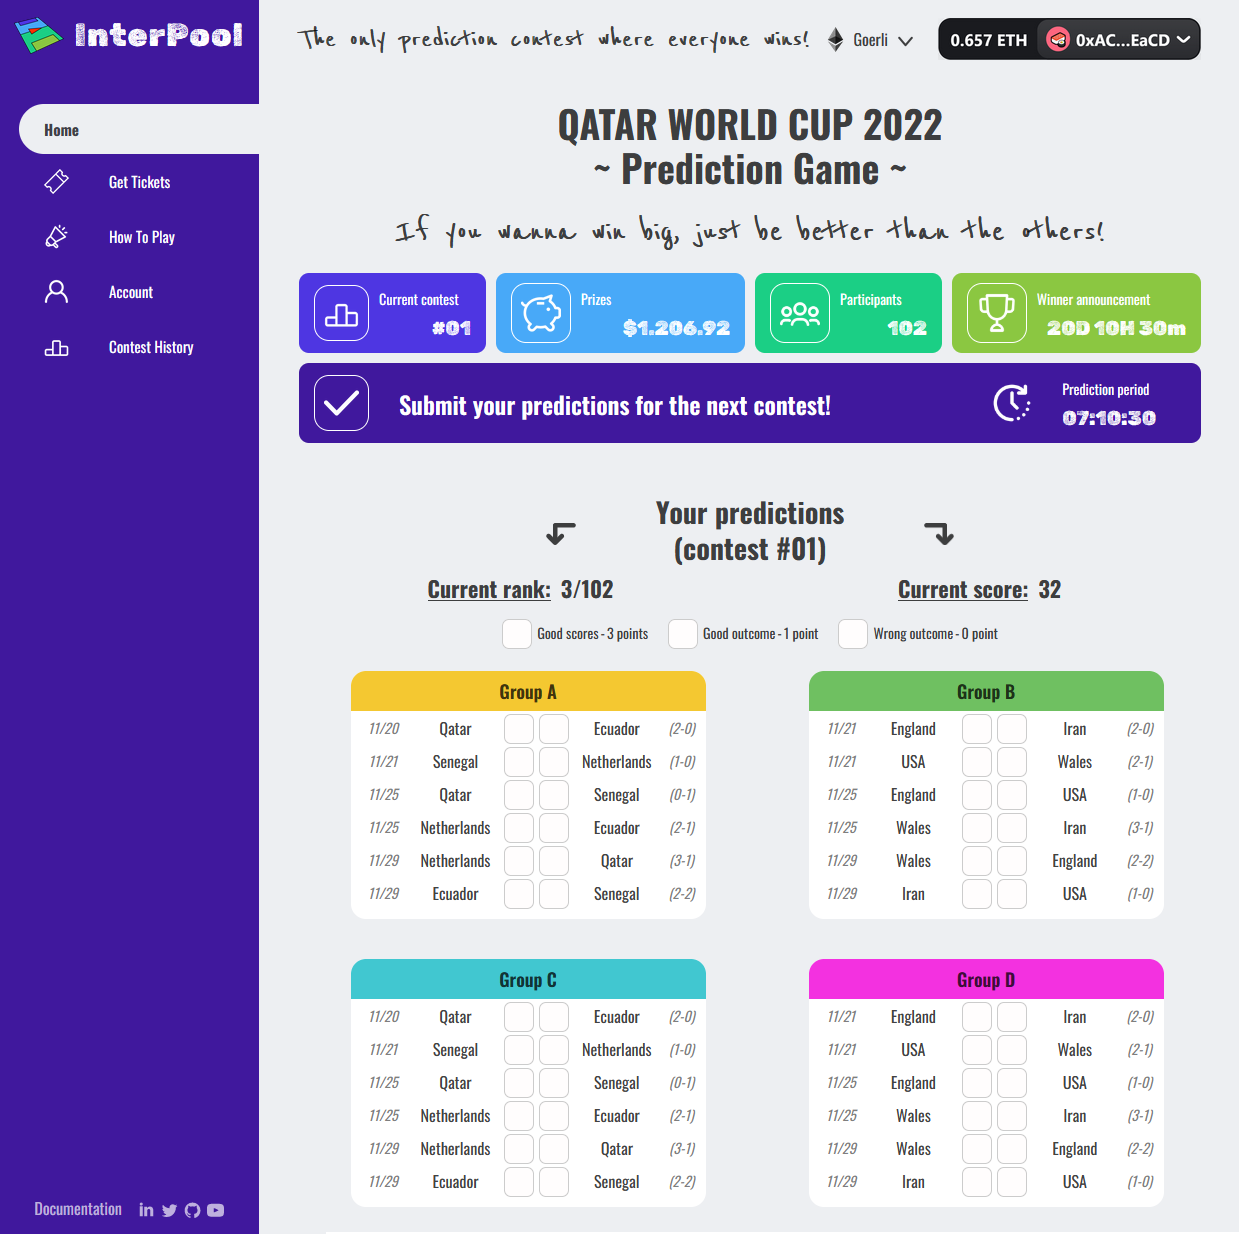 InterPool
The only prediction contest where everyone wins!
Goerli
0.657 ETH
0xAC...EaCD
Home
Get Tickets
How To Play
Account
Contest History
QATAR WORLD CUP 2022
~ Prediction Game ~
If you wanna win big, just be better than the others!
Current contest
#01
Prizes
$1.206.92
Participants
102
Winner announcement
20D 10H 30m
Submit your predictions for the next contest!
Prediction period
07:10:30
Your predictions
(contest #01)
Current rank: 3/102
Current score: 32
Good scores - 3 points
Good outcome - 1 point
Wrong outcome - 0 point
Group A
11/20 Qatar Ecuador (2-0)
11/21 Senegal Netherlands (1-0)
11/25 Qatar Senegal (0-1)
11/25 Netherlands Ecuador (2-1)
11/29 Netherlands Qatar (3-1)
11/29 Ecuador Senegal (2-2)
Group B
11/21 England Iran (2-0)
11/21 USA Wales (2-1)
11/25 England USA (1-0)
11/25 Wales Iran (3-1)
11/29 Wales England (2-2)
11/29 Iran USA (1-0)
Group C
11/20 Qatar Ecuador (2-0)
11/21 Senegal Netherlands (1-0)
11/25 Qatar Senegal (0-1)
11/25 Netherlands Ecuador (2-1)
11/29 Netherlands Qatar (3-1)
11/29 Ecuador Senegal (2-2)
Group D
11/21 England Iran (2-0)
11/21 USA Wales (2-1)
11/25 England USA (1-0)
11/25 Wales Iran (3-1)
11/29 Wales England (2-2)
11/29 Iran USA (1-0)
Documentation